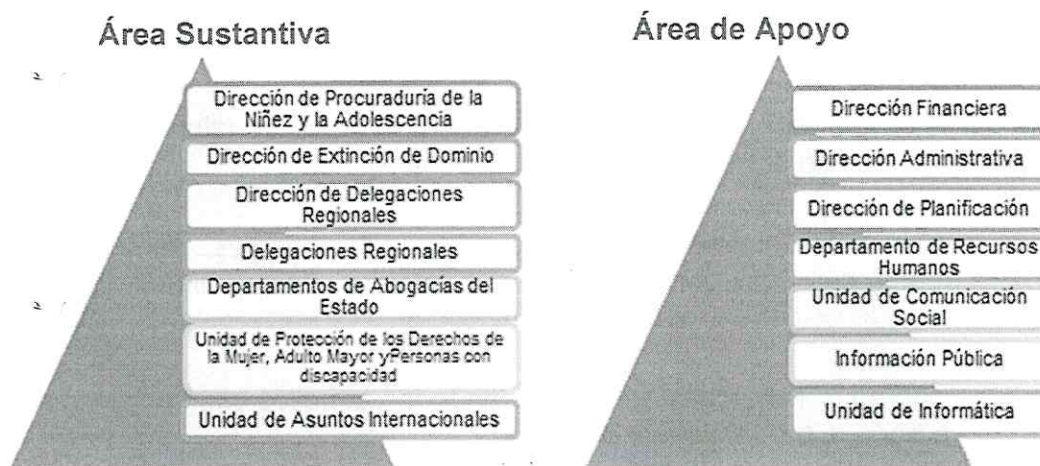 Área Sustantiva
Dirección de Procuraduría de la
Niñez y la Adolescencia
Dirección de Extinción de Dominio
Dirección de Delegaciones
Regionales
Delegaciones Regionales
Departamentos de Abogacías del
Estado
Unidad de Protección de los Derechos de
la Mujer, Adulto Mayor yPersonas con
discapacidad
Unidad de Asuntos Internacionales
Área de Apoyo
Dirección Financiera
Dirección Administrativa
Dirección de Planificación
Departamento de Recursos
Humanos
Unidad de Comunicación
Social
Información Pública
Unidad de Informática